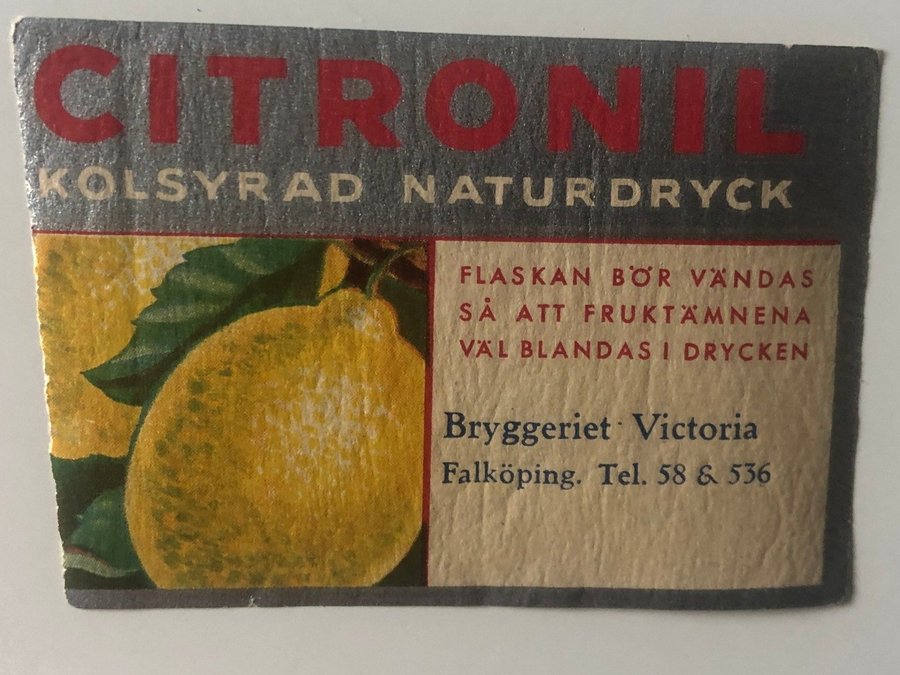 CITRONIL
KOLSYRAD NATURDRYCK
FLASKAN BÖR VÄNDAS
SÅ ATT FRUKTÄMNENA
VÄL BLANDAS I DRYCKEN
Bryggeriet Victoria
Falköping. Tel. 58 & 536